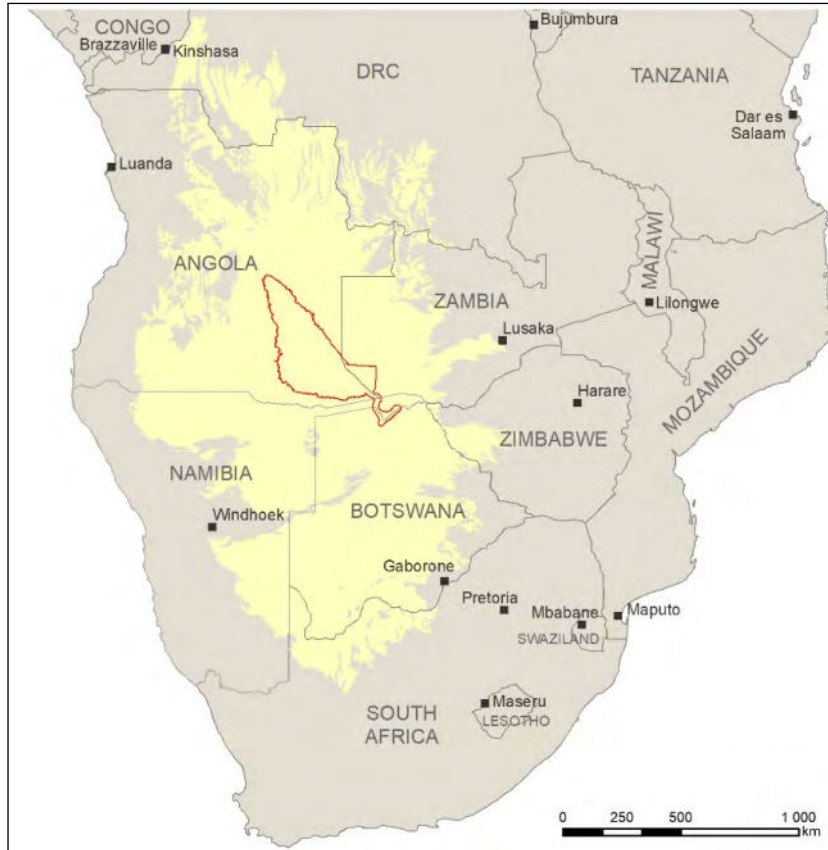 CONGO
Bujumbura
Brazzaville
Kinshasa
DRC
TANZANIA
Dar es
Salaam
Luanda
MALAWI
ANGOLA
ZAMBIA
Lilongwe
Lusaka
MOZAMBIQUE
Harare
ZIMBABWE
NAMIBIA
Windhoek
BOTSWANA
Gaborone
Pretoria
Mbabane
Maputo
SWAZILAND
Maseru
SOUTH
AFRICA
LESOTHO
0 250 500 1 000
km